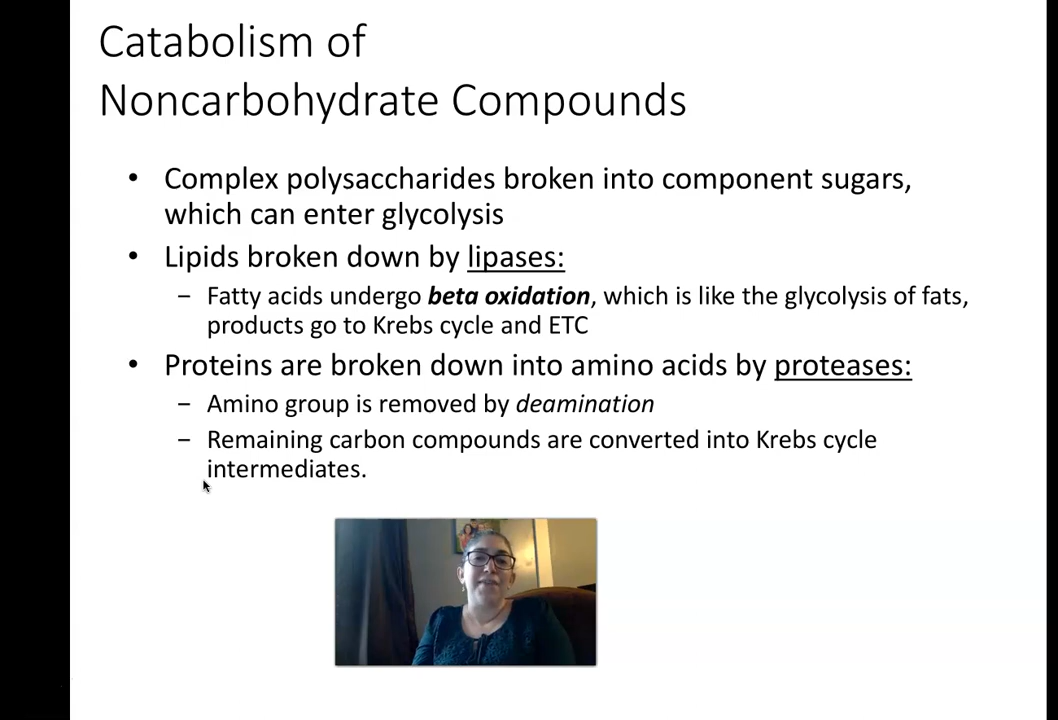 Catabolism of
Noncarbohydrate Compounds
• Complex polysaccharides broken into component sugars,
which can enter glycolysis
• Lipids broken down by lipases:
– Fatty acids undergo beta oxidation, which is like the glycolysis of fats,
products go to Krebs cycle and ETC
• Proteins are broken down into amino acids by proteases:
– Amino group is removed by deamination
– Remaining carbon compounds are converted into Krebs cycle
intermediates.